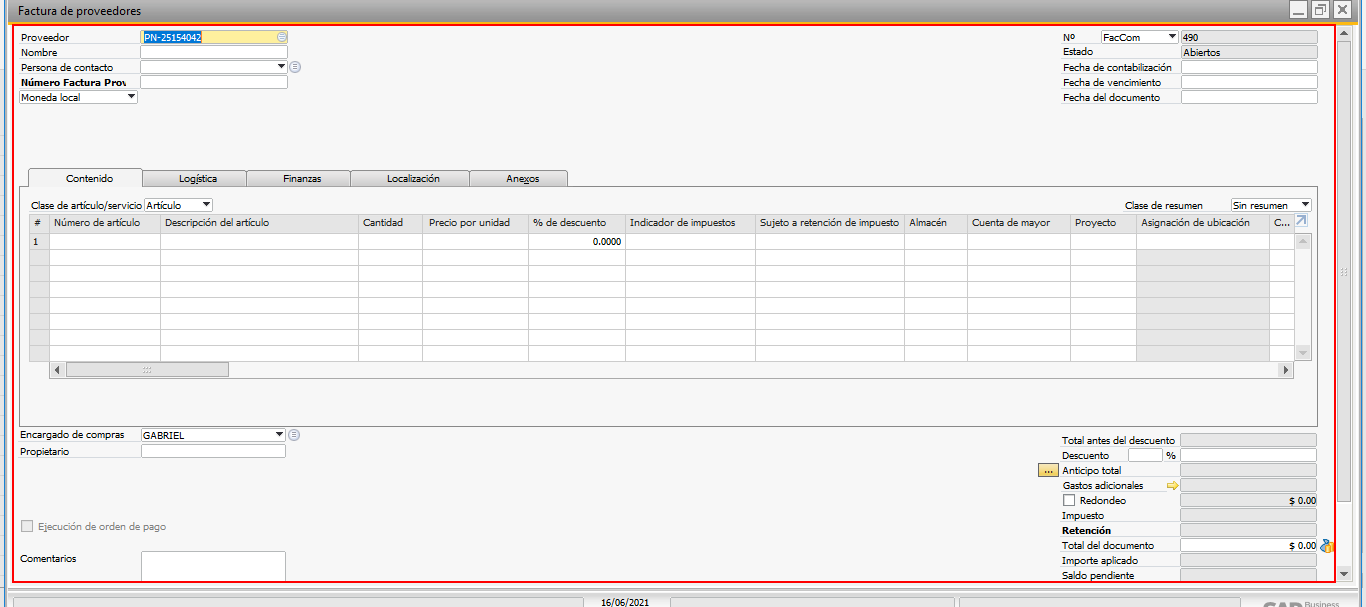 Factura de proveedores
Proveedor PN-25154042
Nombre
Persona de contacto
Número Factura Prov
Moneda local
Nº FacCom 490
Estado Abiertos
Fecha de contabilización
Fecha de vencimiento
Fecha del documento
Contenido Logística Finanzas Localización Anexos
Clase de artículo/servicio Artículo
Clase de resumen Sin resumen
# Número de artículo Descripción del artículo Cantidad Precio por unidad % de descuento Indicador de impuestos Sujeto a retención de impuesto Almacén Cuenta de mayor Proyecto Asignación de ubicación C...
1 0.0000
Encargado de compras GABRIEL
Propietario
Ejecución de orden de pago
Comentarios
Total antes del descuento
Descuento %
... Anticipo total
Gastos adicionales
Redondeo $ 0.00
Impuesto
Retención
Total del documento $ 0.00
Importe aplicado
Saldo pendiente
16/06/2021
SAP Business